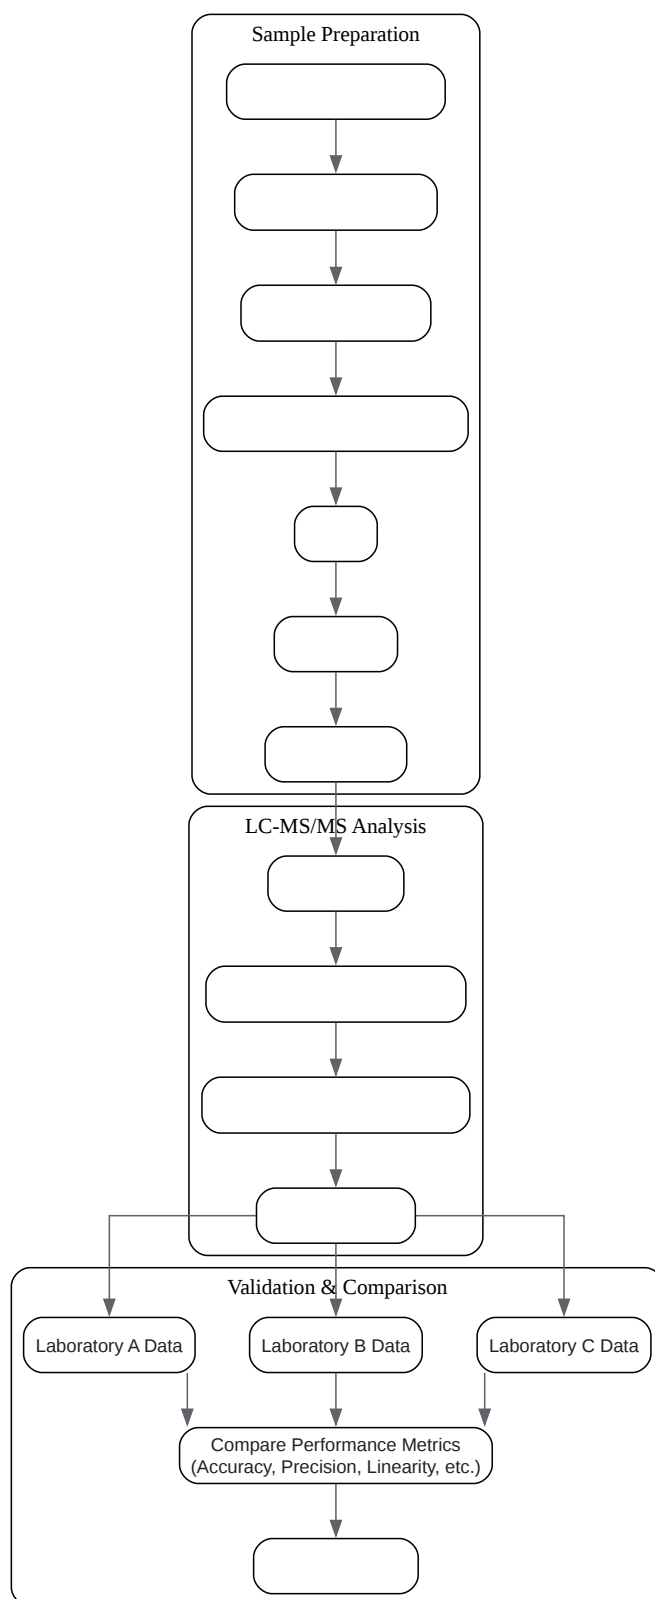 Sample Preparation
LC-MS/MS Analysis
Validation & Comparison
Laboratory A Data
Laboratory B Data
Laboratory C Data
Compare Performance Metrics
(Accuracy, Precision, Linearity, etc.)